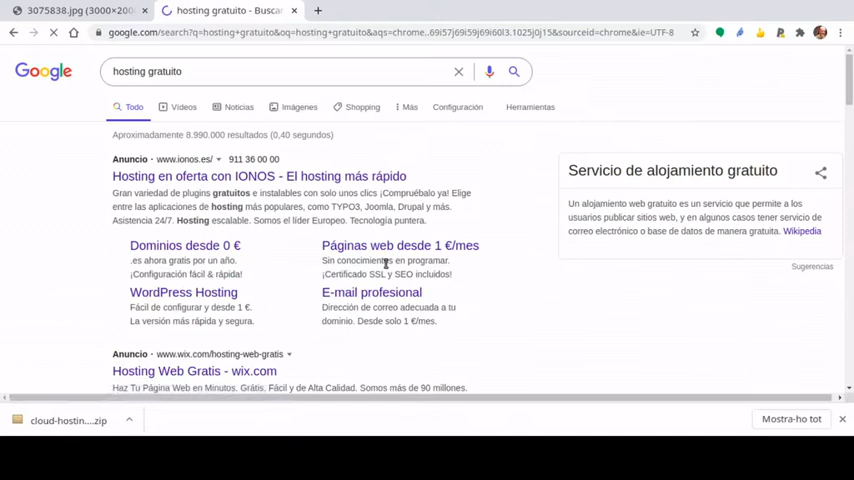 3075838.jpg (3000×200
hosting gratuito - Buscar
google.com/search?q=hosting+gratuito&oq=hosting+gratuito&aqs=chrome..69i57j69i59j69i60l3.1025j0j15&sourceid=chrome&ie=UTF-8
Google
hosting gratuito
Todo
Vídeos
Noticias
Imágenes
Shopping
Más
Configuración
Herramientas
Aproximadamente 8.990.000 resultados (0,40 segundos)
Anuncio · www.ionos.es/ 911 36 00 00
Hosting en oferta con IONOS - El hosting más rápido
Gran variedad de plugins gratuitos e instalables con solo unos clics ¡Compruébalo ya! Elige
entre las aplicaciones de hosting más populares, como TYPO3, Joomla, Drupal y más.
Asistencia 24/7. Hosting escalable. Somos el líder Europeo. Tecnología puntera.
Dominios desde 0 €
.es ahora gratis por un año.
¡Configuración fácil & rápida!
Páginas web desde 1 €/mes
Sin conocimientos en programar.
¡Certificado SSL y SEO incluidos!
WordPress Hosting
Fácil de configurar y desde 1 €.
La versión más rápida y segura.
E-mail profesional
Dirección de correo adecuada a tu
dominio. Desde solo 1 €/mes.
Anuncio · www.wix.com/hosting-web-gratis
Hosting Web Gratis - wix.com
Haz Tu Página Web en Minutos. Grátis, Fácil y de Alta Calidad. Somos más de 90 millones.
Servicio de alojamiento gratuito
Un alojamiento web gratuito es un servicio que permite a los
usuarios publicar sitios web, y en algunos casos tener servicio de
correo electrónico o base de datos de manera gratuita. Wikipedia
Sugerencias
cloud-hostin....zip
Mostra-ho tot